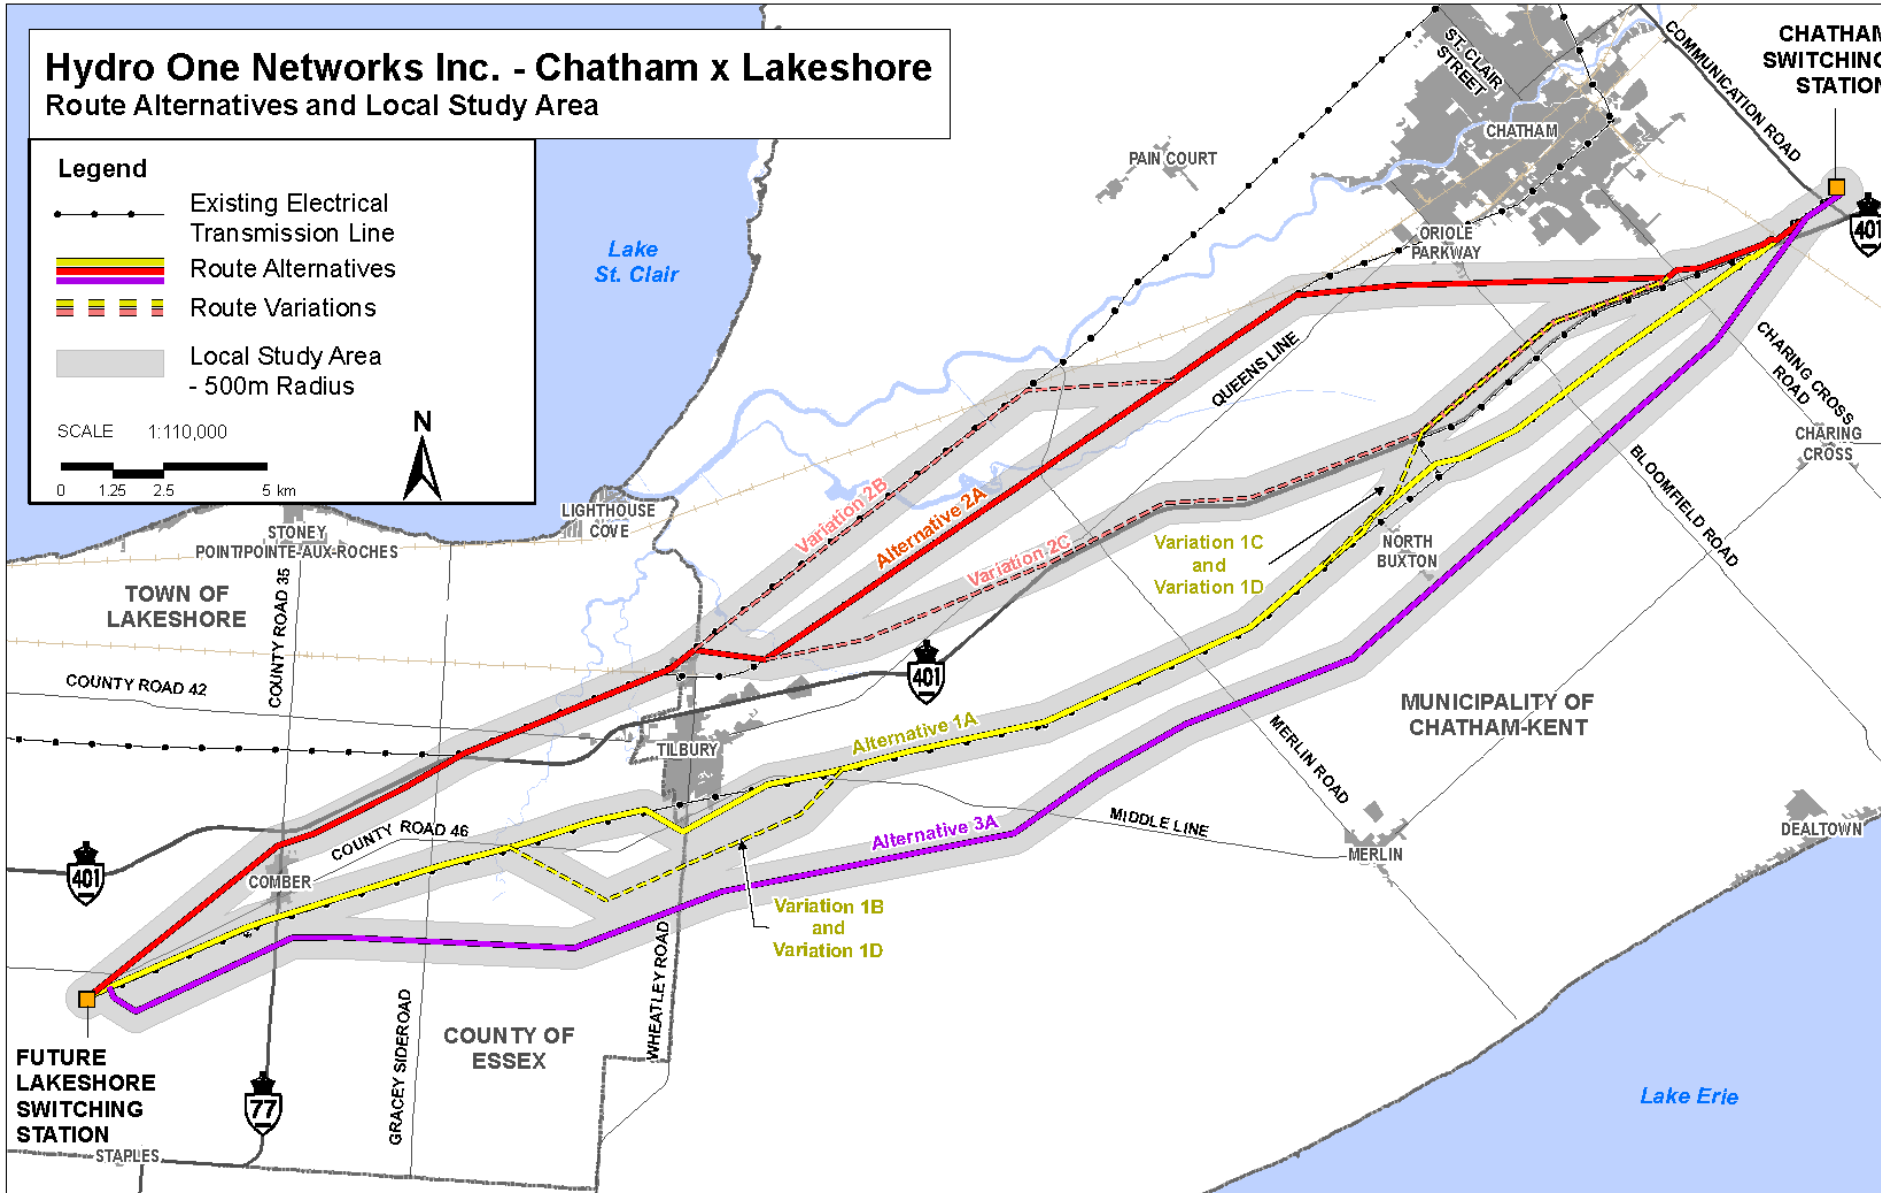 Hydro One Networks Inc. - Chatham x Lakeshore
Route Alternatives and Local Study Area
Legend
Existing Electrical
Transmission Line
Route Alternatives
Route Variations
Local Study Area
- 500m Radius
SCALE 1:110,000
0 1.25 2.5 5 km
N
Lake
St. Clair
PAIN COURT
ST. CLAIR
STREET
CHATHAM
COMMUNICATION ROAD
CHATHAM
SWITCHING
STATION
401
ORIOLE
PARKWAY
QUEENS LINE
CHARING CROSS
ROAD
CHARING
CROSS
BLOOMFIELD ROAD
LIGHTHOUSE
COVE
STONEY
POINT/POINTE-AUX-ROCHES
TOWN OF
LAKESHORE
COUNTY ROAD 35
COUNTY ROAD 42
Variation 2B
Alternative 2A
Variation 2C
Variation 1C
and
Variation 1D
NORTH
BUXTON
401
MUNICIPALITY OF
CHATHAM-KENT
MERLIN ROAD
TILBURY
Alternative 1A
MIDDLE LINE
Alternative 3A
MERLIN
DEALTOWN
COUNTY ROAD 46
401
COMBER
Variation 1B
and
Variation 1D
WHEATLEY ROAD
GRACEY SIDEROAD
COUNTY OF
ESSEX
FUTURE
LAKESHORE
SWITCHING
STATION
77
STAPLES
Lake Erie